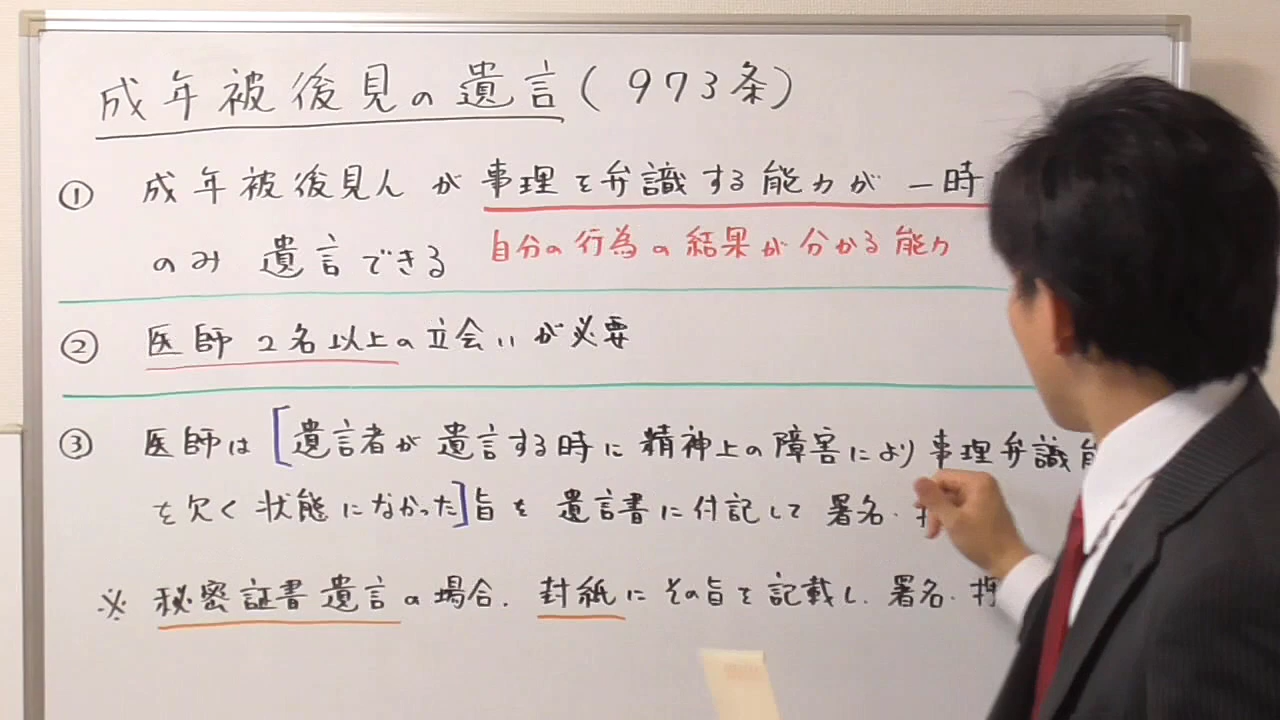 成年被後見の遺言(973条)
① 成年被後見人が事理を弁識する能力が一時
のみ遺言できる
自分の行為の結果が分かる能力
② 医師2名以上の立会いが必要
③ 医師は[遺言者が遺言する時に精神上の障害により事理弁識
を欠く状態になかった]旨を遺言書に付記して署名・
※ 秘密証書遺言の場合、封紙にその旨を記載し、署名・押